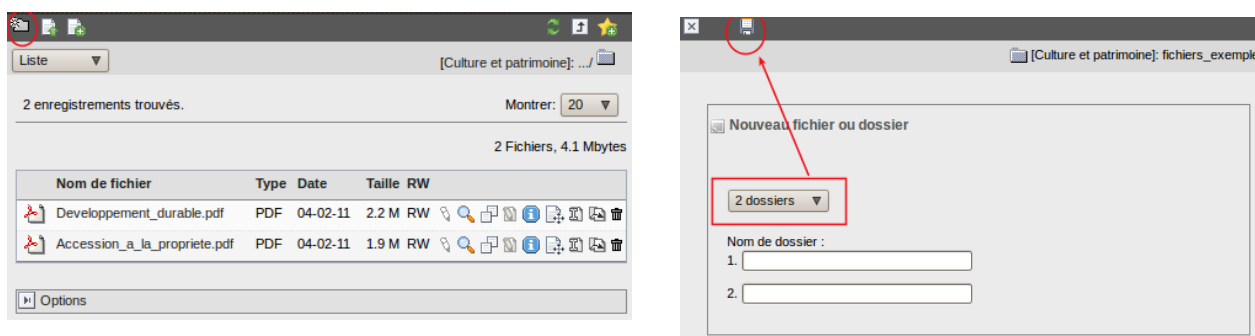 Liste
[Culture et patrimoine]: .../
2 enregistrements trouvés.
Montrer: 20
2 Fichiers, 4.1 Mbytes
Nom de fichier Type Date Taille RW
Developpement_durable.pdf PDF 04-02-11 2.2 M RW
Accession_a_la_propriete.pdf PDF 04-02-11 1.9 M RW
Options
[Culture et patrimoine]: fichiers_exemple
Nouveau fichier ou dossier
2 dossiers
Nom de dossier :
1.
2.